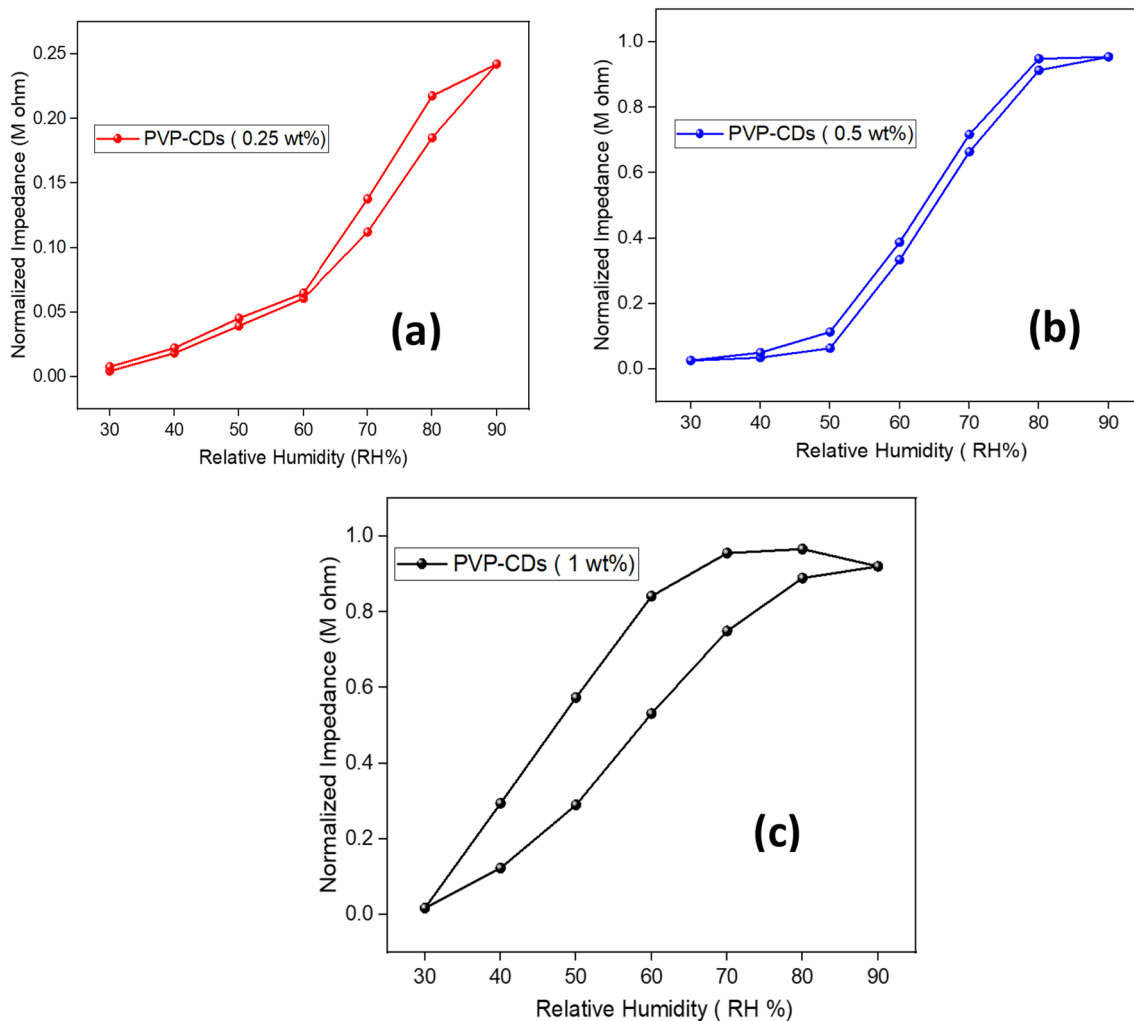 0.25
0.20
0.15
0.10
0.05
0.00
Normalized Impedance (M ohm)
PVP-CDs ( 0.25 wt%)
(a)
30 40 50 60 70 80 90
Relative Humidity (RH%)
1.0
0.8
0.6
0.4
0.2
0.0
Normalized Impedance (M ohm)
PVP-CDs ( 0.5 wt%)
(b)
30 40 50 60 70 80 90
Relative Humidity ( RH%)
1.0
0.8
0.6
0.4
0.2
0.0
Normalized Impedance (M ohm)
PVP-CDs ( 1 wt%)
(c)
30 40 50 60 70 80 90
Relative Humidity ( RH %)